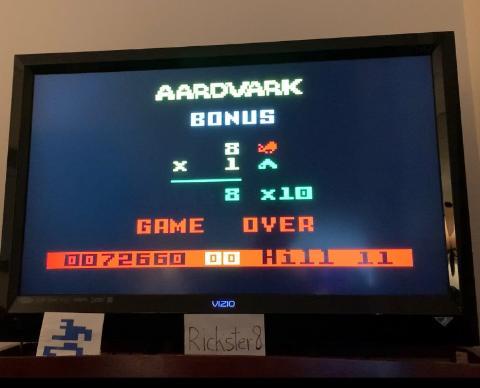 AARDVARK
BONUS
8
x 1
8 x10
GAME OVER
0072660 00 Hill 11
VIZIO
Richster8